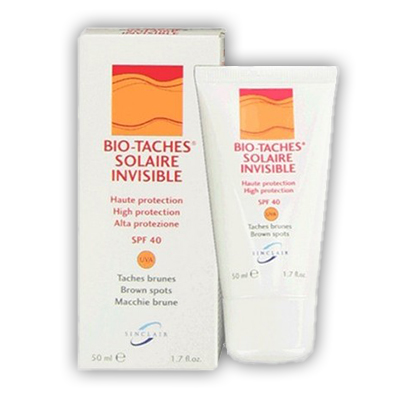 BIO-TACHES®
SOLAIRE
INVISIBLE
Haute protection
High protection
Alta protezione
SPF 40
UVA
Taches brunes
Brown spots
Macchie brune
SINCLAIR
50 ml ℮ 1.7 fl.oz.
BIO-TACHES®
SOLAIRE
INVISIBLE
Haute protection
High protection
SPF 40
UVA
Taches brunes
Brown spots
50 ml ℮ 1.7 fl.oz.
SINCLAIR